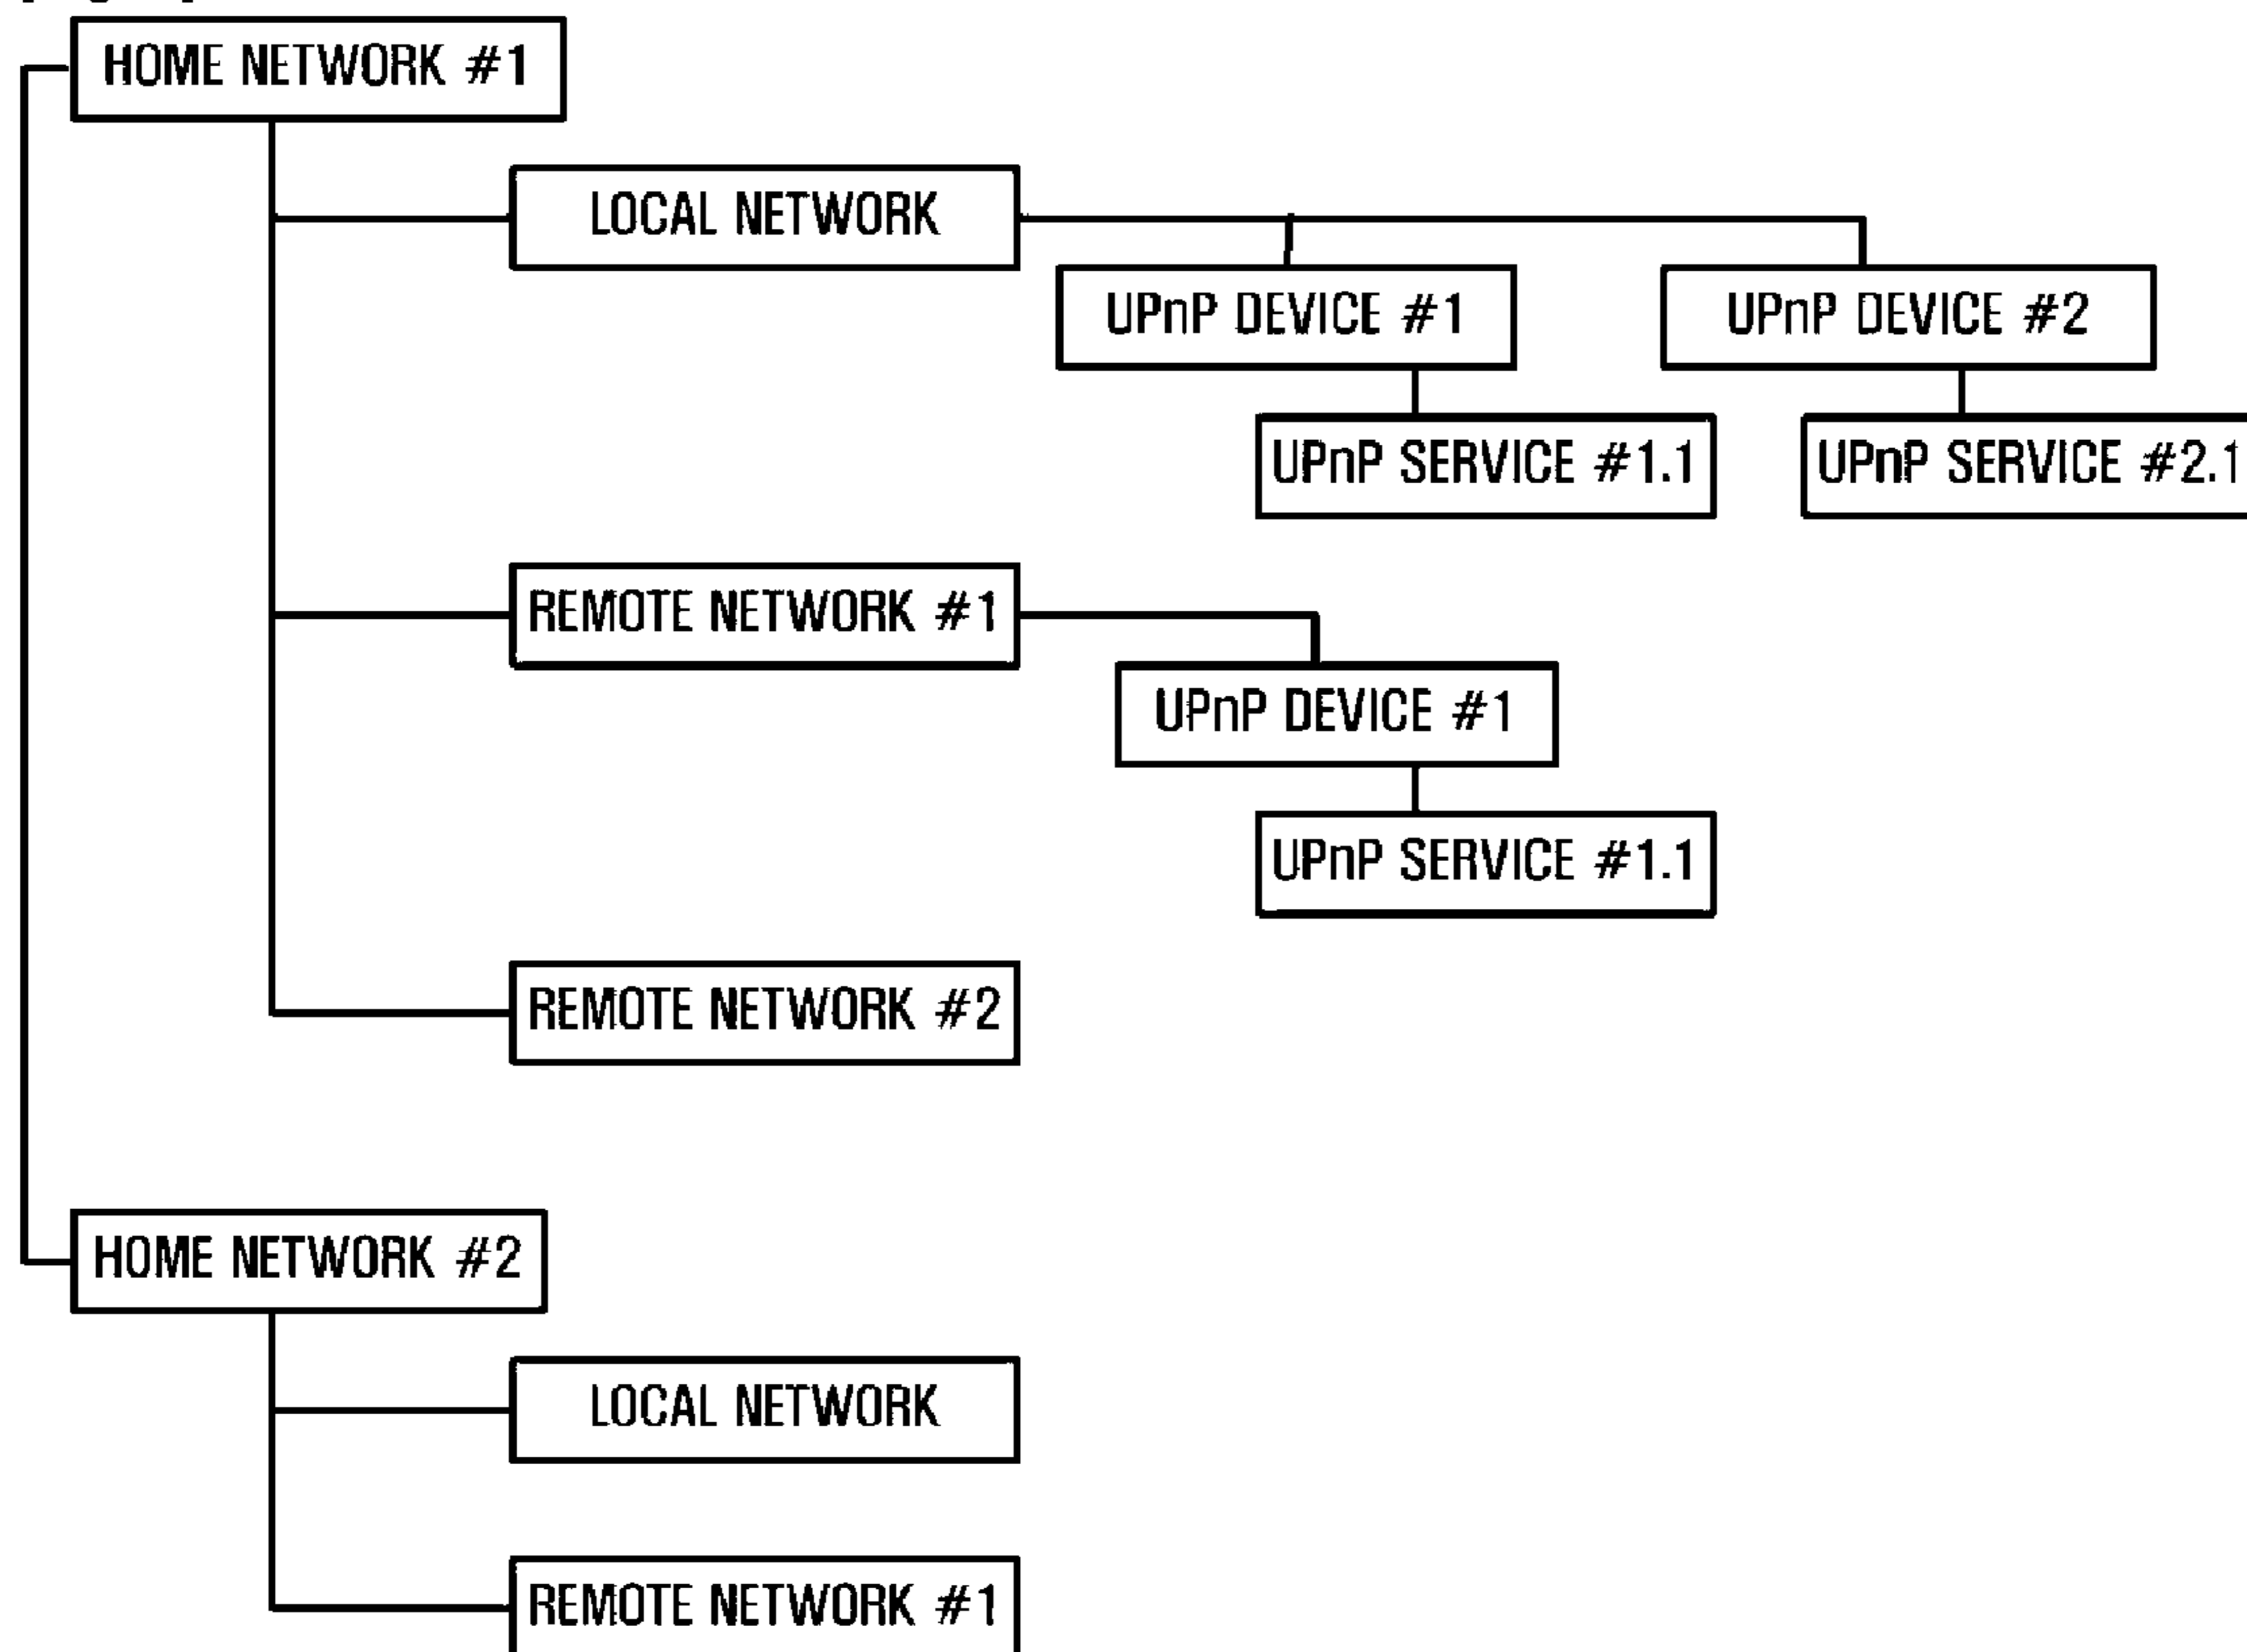 HOME NETWORK #1
LOCAL NETWORK
UPnP DEVICE #1
UPnP DEVICE #2
UPnP SERVICE #1.1
UPnP SERVICE #2.1
REMOTE NETWORK #1
UPnP DEVICE #1
UPnP SERVICE #1.1
REMOTE NETWORK #2
HOME NETWORK #2
LOCAL NETWORK
REMOTE NETWORK #1